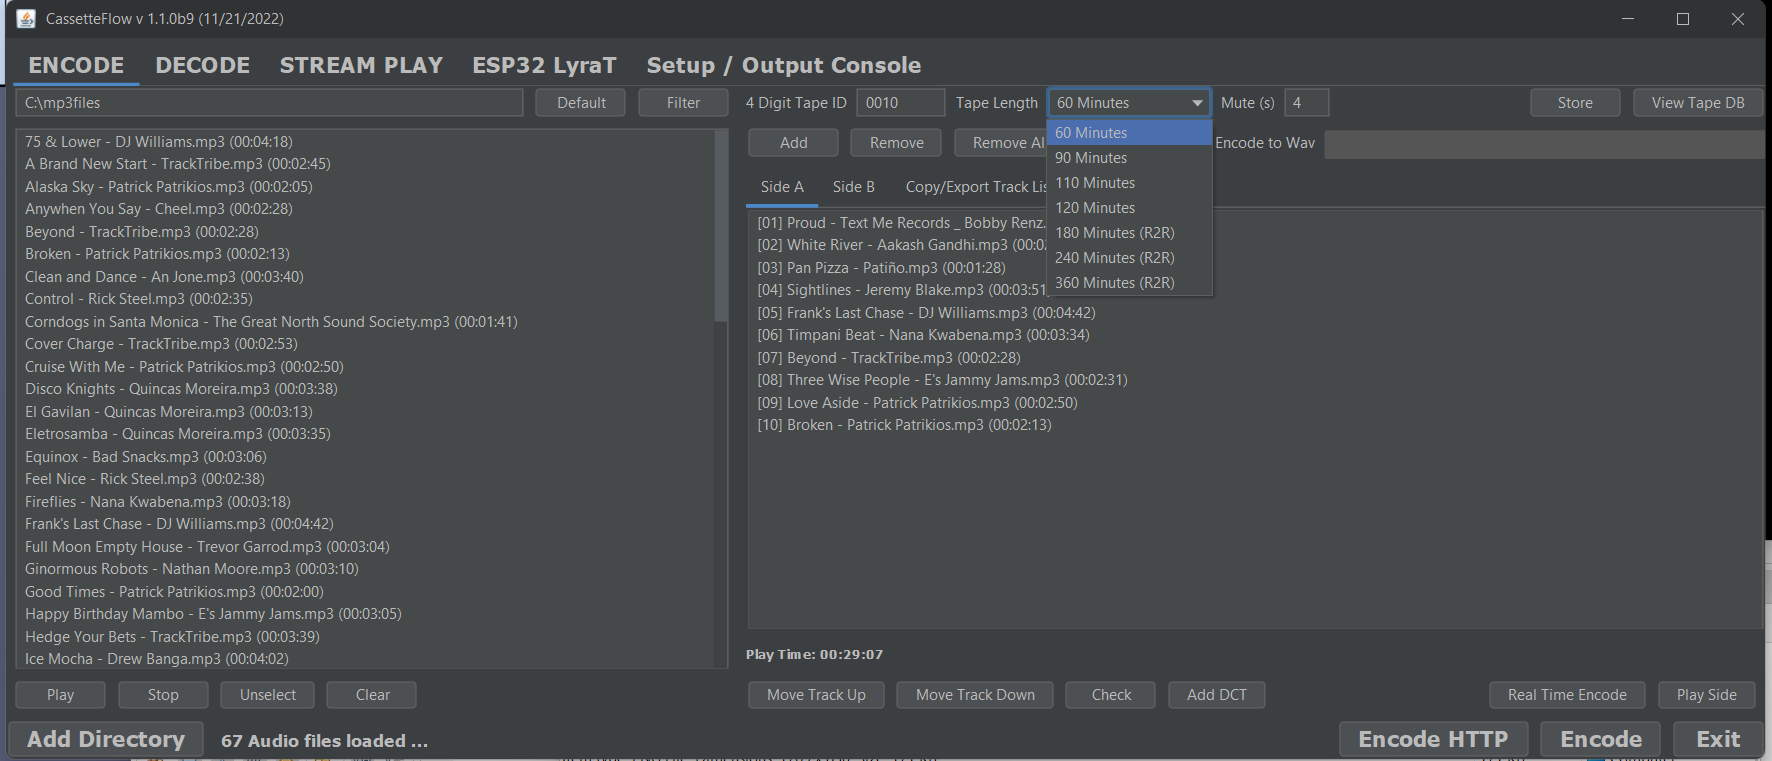 CassetteFlow v 1.1.0b9 (11/21/2022)
ENCODE DECODE STREAM PLAY ESP32 LyraT Setup / Output Console
C:\mp3files Default Filter 4 Digit Tape ID 0010 Tape Length 60 Minutes Mute (s) 4 Store View Tape DB
75 & Lower - DJ Williams.mp3 (00:04:18)
A Brand New Start - TrackTribe.mp3 (00:02:45)
Alaska Sky - Patrick Patrikios.mp3 (00:02:05)
Anywhen You Say - Cheel.mp3 (00:02:28)
Beyond - TrackTribe.mp3 (00:02:28)
Broken - Patrick Patrikios.mp3 (00:02:13)
Clean and Dance - An Jone.mp3 (00:03:40)
Control - Rick Steel.mp3 (00:02:35)
Corndogs in Santa Monica - The Great North Sound Society.mp3 (00:01:41)
Cover Charge - TrackTribe.mp3 (00:02:53)
Cruise With Me - Patrick Patrikios.mp3 (00:02:50)
Disco Knights - Quincas Moreira.mp3 (00:03:38)
El Gavilan - Quincas Moreira.mp3 (00:03:13)
Eletrosamba - Quincas Moreira.mp3 (00:03:35)
Equinox - Bad Snacks.mp3 (00:03:06)
Feel Nice - Rick Steel.mp3 (00:02:38)
Fireflies - Nana Kwabena.mp3 (00:03:18)
Frank's Last Chase - DJ Williams.mp3 (00:04:42)
Full Moon Empty House - Trevor Garrod.mp3 (00:03:04)
Ginormous Robots - Nathan Moore.mp3 (00:03:10)
Good Times - Patrick Patrikios.mp3 (00:02:00)
Happy Birthday Mambo - E's Jammy Jams.mp3 (00:03:05)
Hedge Your Bets - TrackTribe.mp3 (00:03:39)
Ice Mocha - Drew Banga.mp3 (00:04:02)
Play Stop Unselect Clear
Add Remove Remove Al Encode to Wav
60 Minutes
90 Minutes
110 Minutes
120 Minutes
180 Minutes (R2R)
240 Minutes (R2R)
360 Minutes (R2R)
Side A Side B Copy/Export Track Lis
[01] Proud - Text Me Records _ Bobby Renz.
[02] White River - Aakash Gandhi.mp3 (00:0
[03] Pan Pizza - Patiño.mp3 (00:01:28)
[04] Sightlines - Jeremy Blake.mp3 (00:03:51)
[05] Frank's Last Chase - DJ Williams.mp3 (00:04:42)
[06] Timpani Beat - Nana Kwabena.mp3 (00:03:34)
[07] Beyond - TrackTribe.mp3 (00:02:28)
[08] Three Wise People - E's Jammy Jams.mp3 (00:02:31)
[09] Love Aside - Patrick Patrikios.mp3 (00:02:50)
[10] Broken - Patrick Patrikios.mp3 (00:02:13)
Play Time: 00:29:07
Move Track Up Move Track Down Check Add DCT Real Time Encode Play Side
Add Directory 67 Audio files loaded ... Encode HTTP Encode Exit